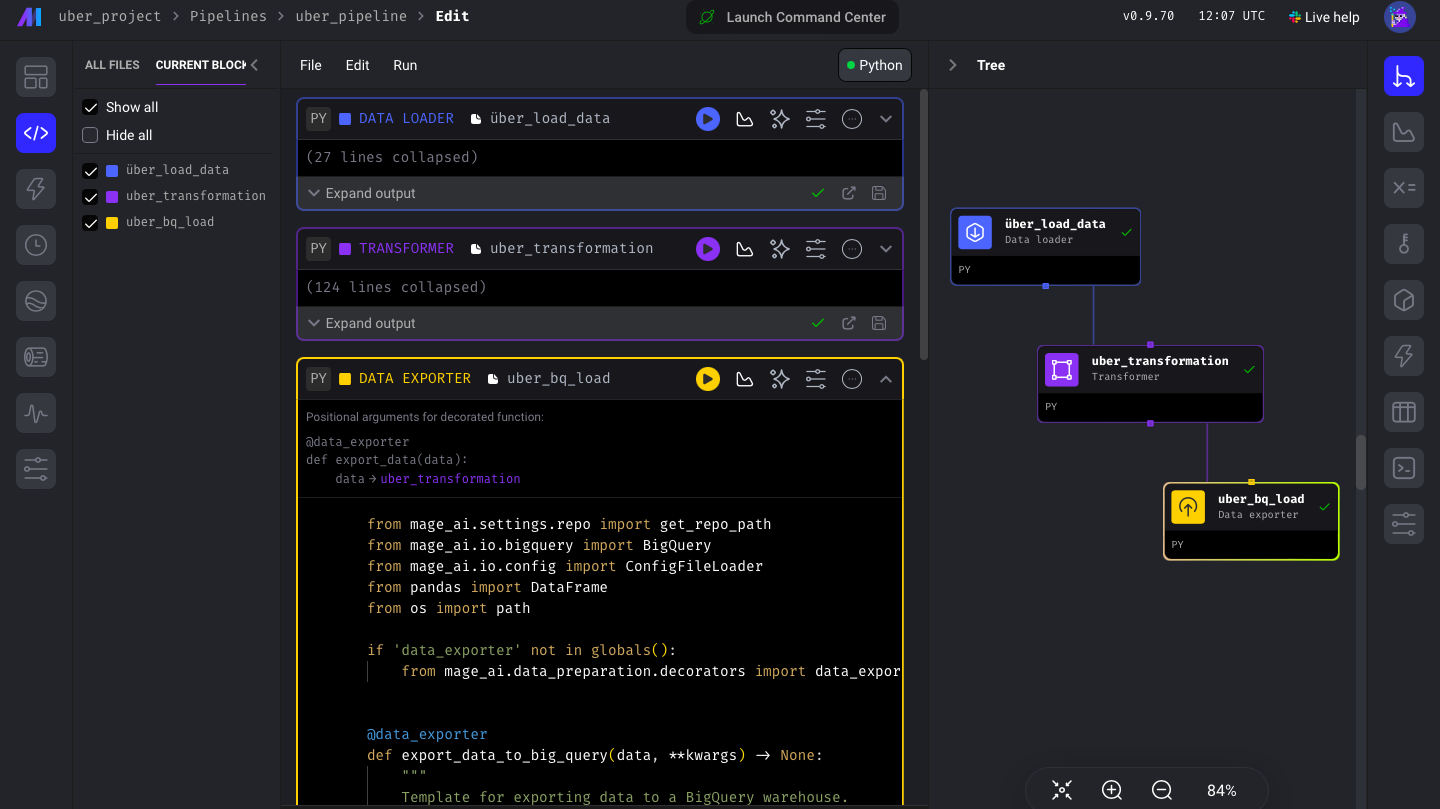 uber_project > Pipelines > uber_pipeline > Edit
Launch Command Center
v0.9.70 12:07 UTC Live help
ALL FILES CURRENT BLOCK
Show all
Hide all
über_load_data
uber_transformation
uber_bq_load
File Edit Run
Python
PY DATA LOADER über_load_data
(27 lines collapsed)
Expand output
PY TRANSFORMER uber_transformation
(124 lines collapsed)
Expand output
PY DATA EXPORTER uber_bq_load
Positional arguments for decorated function:
@data_exporter
def export_data(data):
data → uber_transformation
from mage_ai.settings.repo import get_repo_path
from mage_ai.io.bigquery import BigQuery
from mage_ai.io.config import ConfigFileLoader
from pandas import DataFrame
from os import path
if 'data_exporter' not in globals():
from mage_ai.data_preparation.decorators import data_expor
@data_exporter
def export_data_to_big_query(data, **kwargs) -> None:
"""
Template for exporting data to a BigQuery warehouse.
Tree
über_load_data
Data loader
PY
uber_transformation
Transformer
PY
uber_bq_load
Data exporter
PY
84%